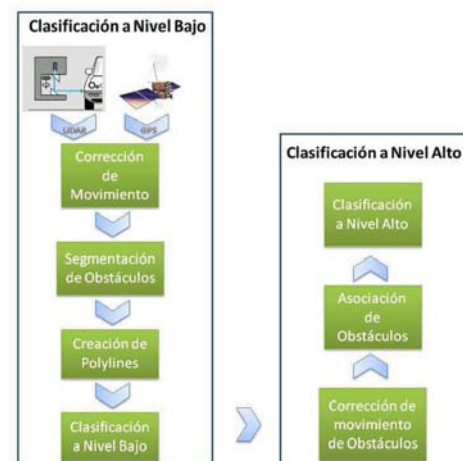 Clasificación a Nivel Bajo
LIDAR
GPS
Corrección
de
Movimiento
Segmentación
de Obstáculos
Creación de
Polylines
Clasificación
a Nivel Bajo
Clasificación a Nivel Alto
Clasificación
a Nivel Alto
Asociación
de
Obstáculos
Corrección de
movimiento
de Obstáculos